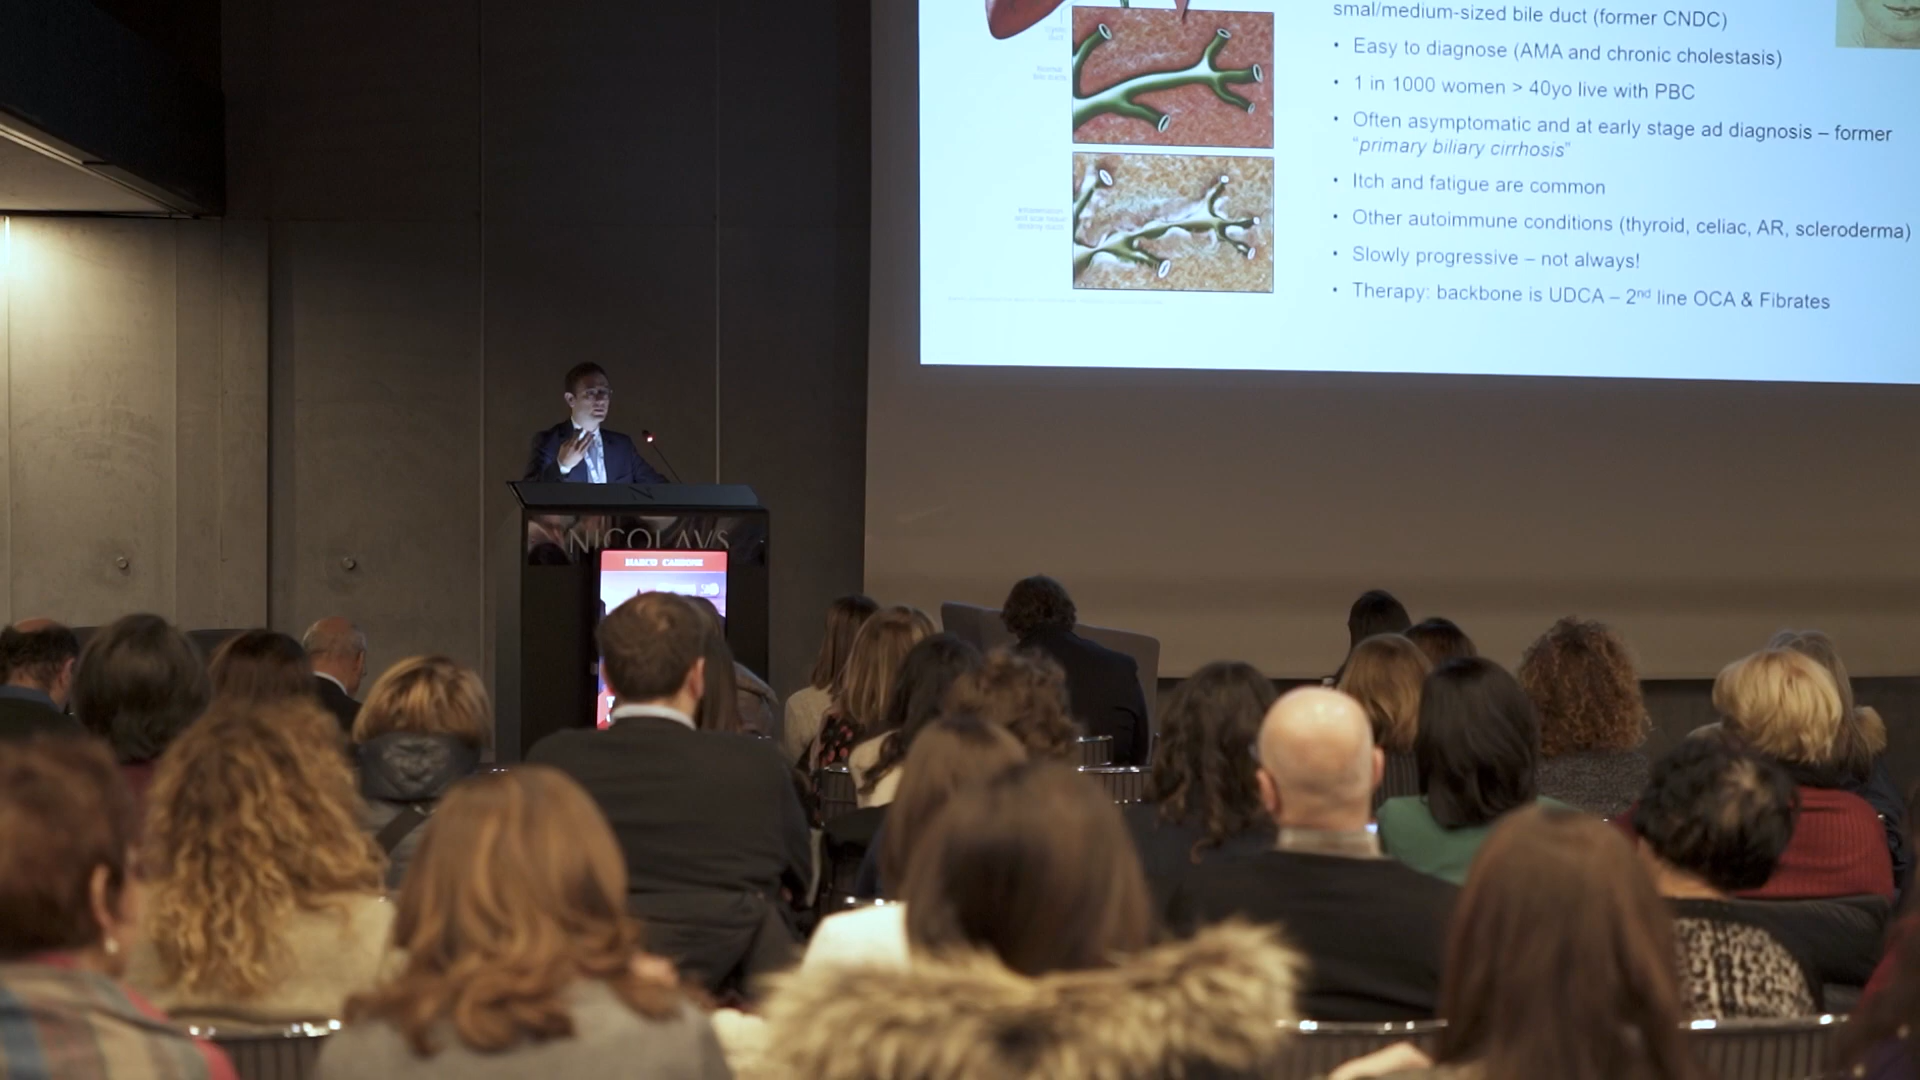 smal/medium-sized bile duct (former CNDC)
• Easy to diagnose (AMA and chronic cholestasis)
• 1 in 1000 women > 40yo live with PBC
• Often asymptomatic and at early stage ad diagnosis – former
"primary biliary cirrhosis"
• Itch and fatigue are common
• Other autoimmune conditions (thyroid, celiac, AR, scleroderma)
• Slowly progressive – not always!
• Therapy: backbone is UDCA – 2nd line OCA & Fibrates
N
NICOLAVS
MARCO CARBONE